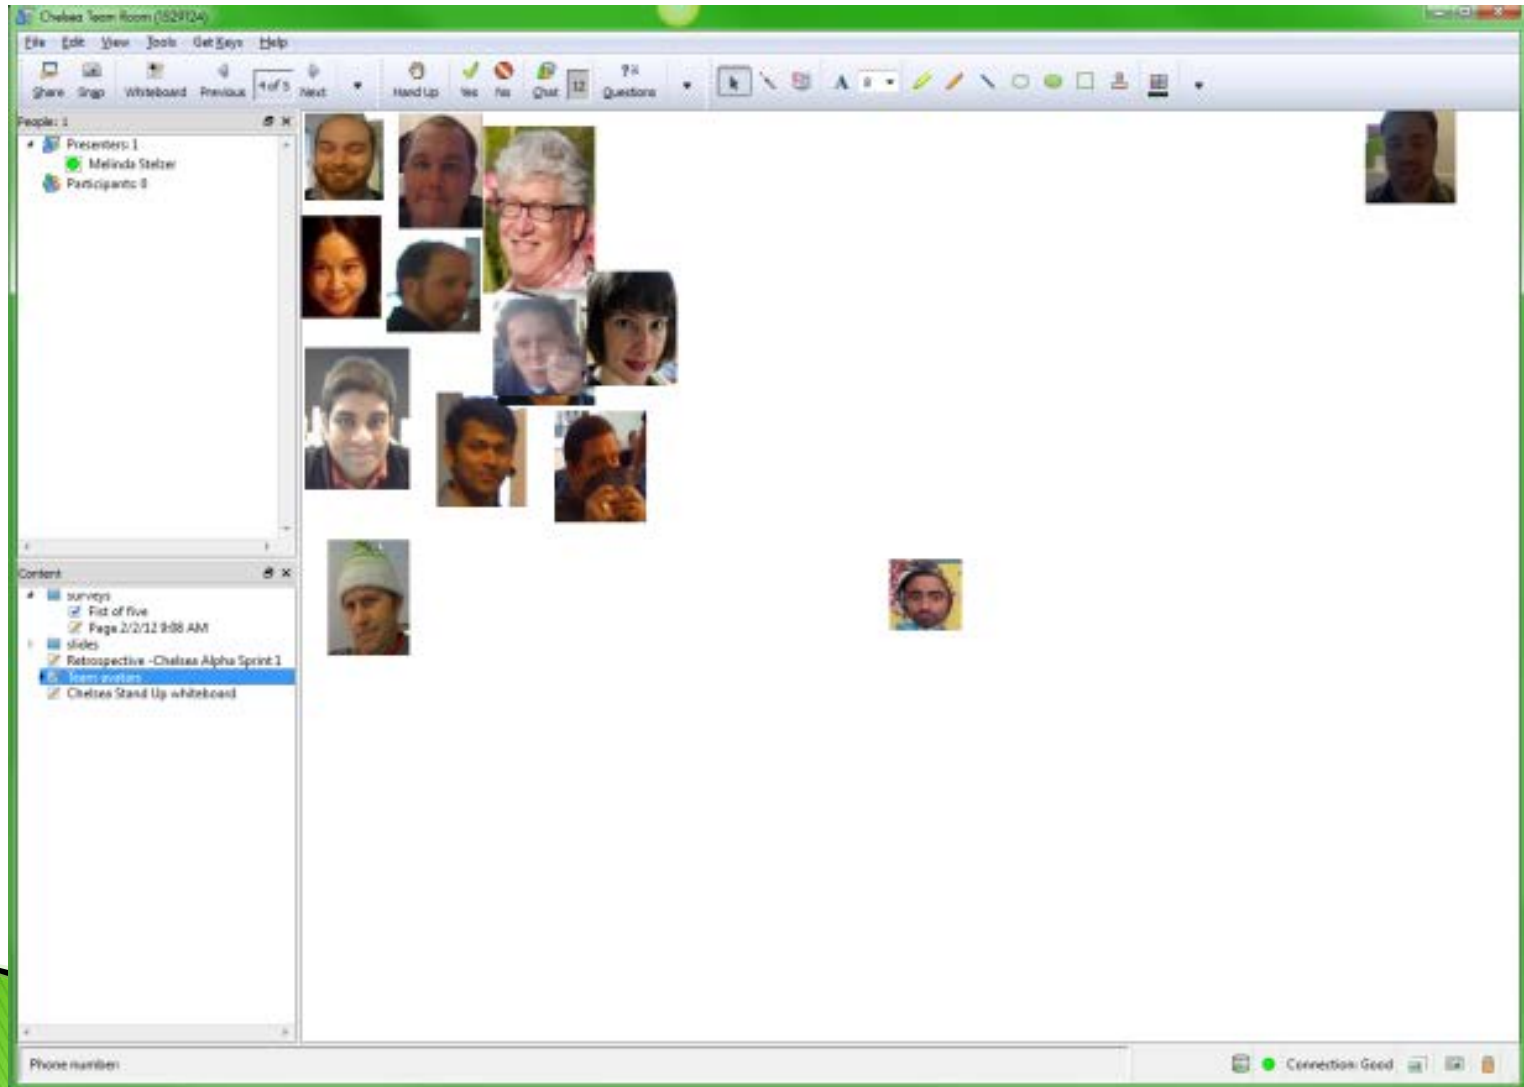 Chelsea Team Room (1829124)
File Edit View Tools Get Keys Help
Share Snap Whiteboard Previous 4 of 5 Next Hand Up Yes No Chat 12 Questions A 8
People: 1
Presenters: 1
Melinda Stelzer
Participants: 0
Content
surveys
Fist of five
Page 2/2/12 9:08 AM
slides
Retrospective -Chelsea Alpha Sprint 1
Team avatars
Chelsea Stand Up whiteboard
Phone number:
Connection: Good